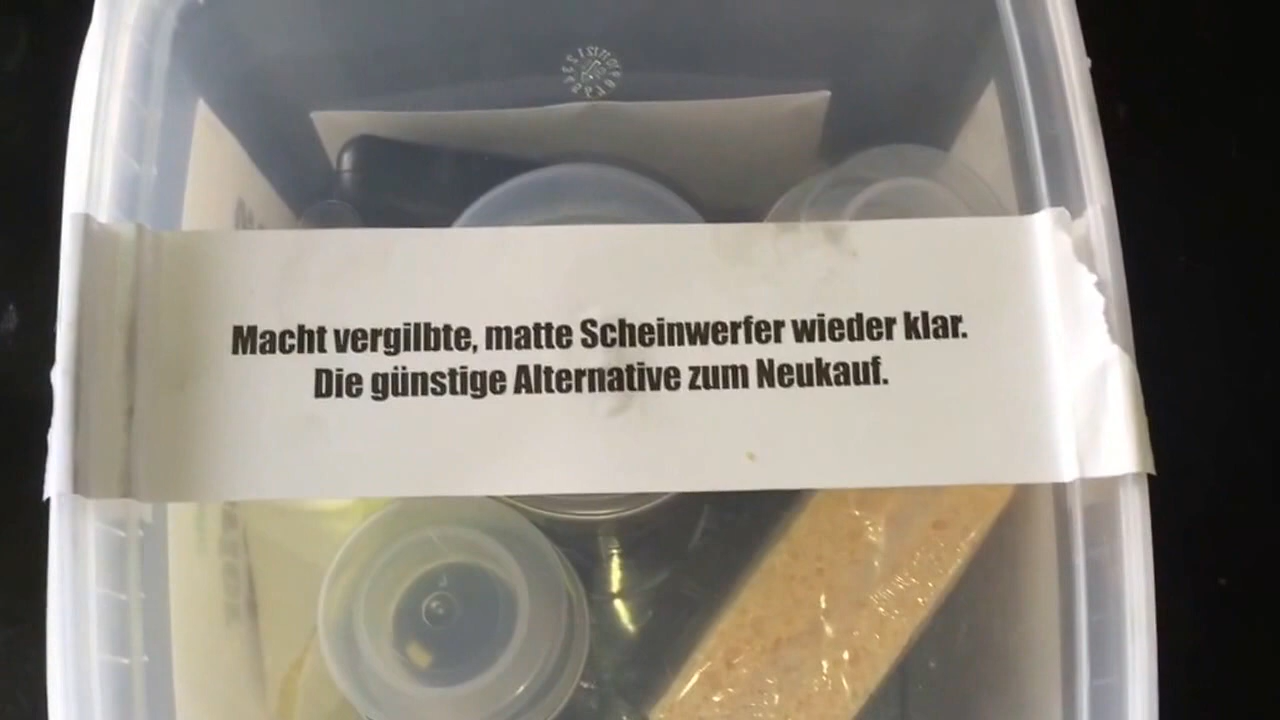 Macht vergilbte, matte Scheinwerfer wieder klar.
Die günstige Alternative zum Neukauf.